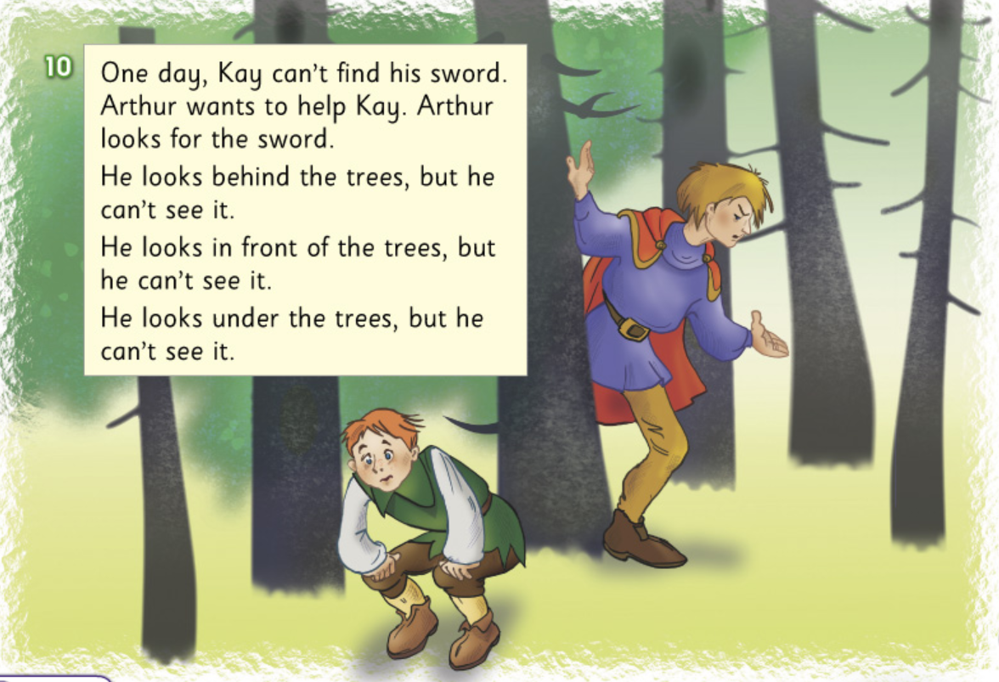 10
One day, Kay can't find his sword.
Arthur wants to help Kay. Arthur
looks for the sword.
He looks behind the trees, but he
can't see it.
He looks in front of the trees, but
he can't see it.
He looks under the trees, but he
can't see it.